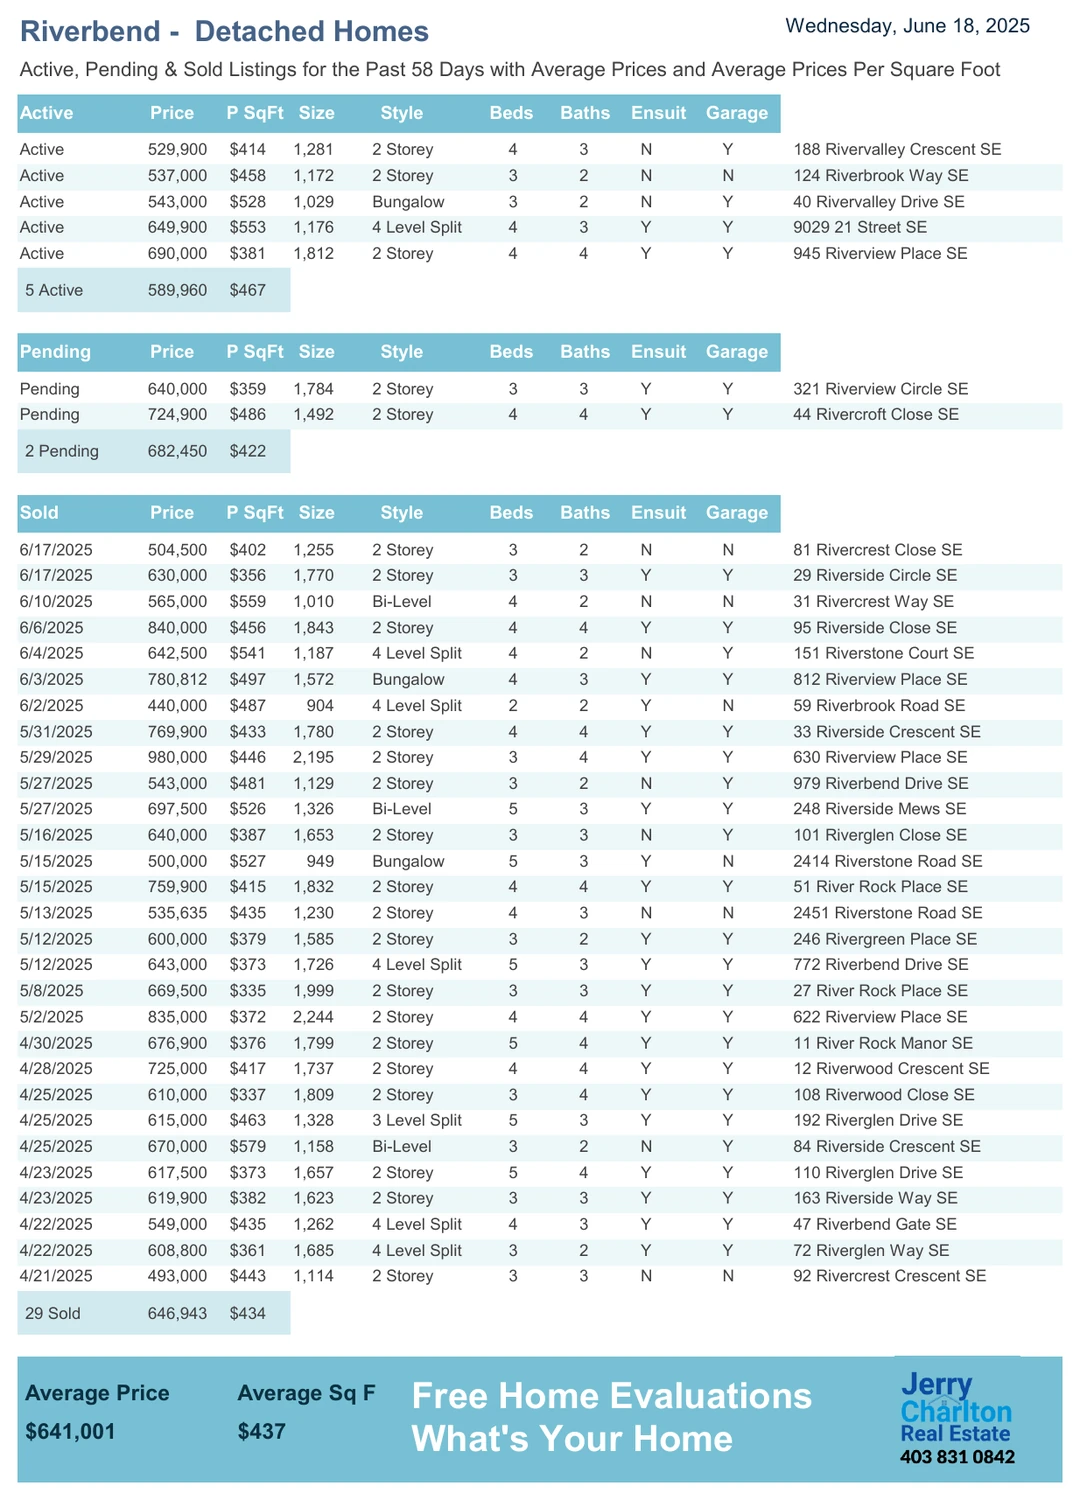 Riverbend -  Detached Homes
Wednesday, June 18, 2025
Active, Pending & Sold Listings for the Past 58 Days with Average Prices and Average Prices Per Square Foot
Active Price P SqFt Size Style Beds Baths Ensuit Garage
Active 529,900 $414 1,281 2 Storey 4 3 N Y 188 Rivervalley Crescent SE
Active 537,000 $458 1,172 2 Storey 3 2 N N 124 Riverbrook Way SE
Active 543,000 $528 1,029 Bungalow 3 2 N Y 40 Rivervalley Drive SE
Active 649,900 $553 1,176 4 Level Split 4 3 Y Y 9029 21 Street SE
Active 690,000 $381 1,812 2 Storey 4 4 Y Y 945 Riverview Place SE
5 Active 589,960 $467
Pending Price P SqFt Size Style Beds Baths Ensuit Garage
Pending 640,000 $359 1,784 2 Storey 3 3 Y Y 321 Riverview Circle SE
Pending 724,900 $486 1,492 2 Storey 4 4 Y Y 44 Rivercroft Close SE
2 Pending 682,450 $422
Sold Price P SqFt Size Style Beds Baths Ensuit Garage
6/17/2025 504,500 $402 1,255 2 Storey 3 2 N N 81 Rivercrest Close SE
6/17/2025 630,000 $356 1,770 2 Storey 3 3 Y Y 29 Riverside Circle SE
6/10/2025 565,000 $559 1,010 Bi-Level 4 2 N N 31 Rivercrest Way SE
6/6/2025 840,000 $456 1,843 2 Storey 4 4 Y Y 95 Riverside Close SE
6/4/2025 642,500 $541 1,187 4 Level Split 4 2 N Y 151 Riverstone Court SE
6/3/2025 780,812 $497 1,572 Bungalow 4 3 Y Y 812 Riverview Place SE
6/2/2025 440,000 $487 904 4 Level Split 2 2 Y N 59 Riverbrook Road SE
5/31/2025 769,900 $433 1,780 2 Storey 4 4 Y Y 33 Riverside Crescent SE
5/29/2025 980,000 $446 2,195 2 Storey 3 4 Y Y 630 Riverview Place SE
5/27/2025 543,000 $481 1,129 2 Storey 3 2 N Y 979 Riverbend Drive SE
5/27/2025 697,500 $526 1,326 Bi-Level 5 3 Y Y 248 Riverside Mews SE
5/16/2025 640,000 $387 1,653 2 Storey 3 3 N Y 101 Riverglen Close SE
5/15/2025 500,000 $527 949 Bungalow 5 3 Y N 2414 Riverstone Road SE
5/15/2025 759,900 $415 1,832 2 Storey 4 4 Y Y 51 River Rock Place SE
5/13/2025 535,635 $435 1,230 2 Storey 4 3 N N 2451 Riverstone Road SE
5/12/2025 600,000 $379 1,585 2 Storey 3 2 Y Y 246 Rivergreen Place SE
5/12/2025 643,000 $373 1,726 4 Level Split 5 3 Y Y 772 Riverbend Drive SE
5/8/2025 669,500 $335 1,999 2 Storey 3 3 Y Y 27 River Rock Place SE
5/2/2025 835,000 $372 2,244 2 Storey 4 4 Y Y 622 Riverview Place SE
4/30/2025 676,900 $376 1,799 2 Storey 5 4 Y Y 11 River Rock Manor SE
4/28/2025 725,000 $417 1,737 2 Storey 4 4 Y Y 12 Riverwood Crescent SE
4/25/2025 610,000 $337 1,809 2 Storey 3 4 Y Y 108 Riverwood Close SE
4/25/2025 615,000 $463 1,328 3 Level Split 5 3 Y Y 192 Riverglen Drive SE
4/25/2025 670,000 $579 1,158 Bi-Level 3 2 N Y 84 Riverside Crescent SE
4/23/2025 617,500 $373 1,657 2 Storey 5 4 Y Y 110 Riverglen Drive SE
4/23/2025 619,900 $382 1,623 2 Storey 3 3 Y Y 163 Riverside Way SE
4/22/2025 549,000 $435 1,262 4 Level Split 4 3 Y Y 47 Riverbend Gate SE
4/22/2025 608,800 $361 1,685 4 Level Split 3 2 Y Y 72 Riverglen Way SE
4/21/2025 493,000 $443 1,114 2 Storey 3 3 N N 92 Rivercrest Crescent SE
29 Sold 646,943 $434
Average Price Average Sq F
$641,001 $437
Free Home Evaluations
What's Your Home
Jerry
Charlton
Real Estate
403 831 0842